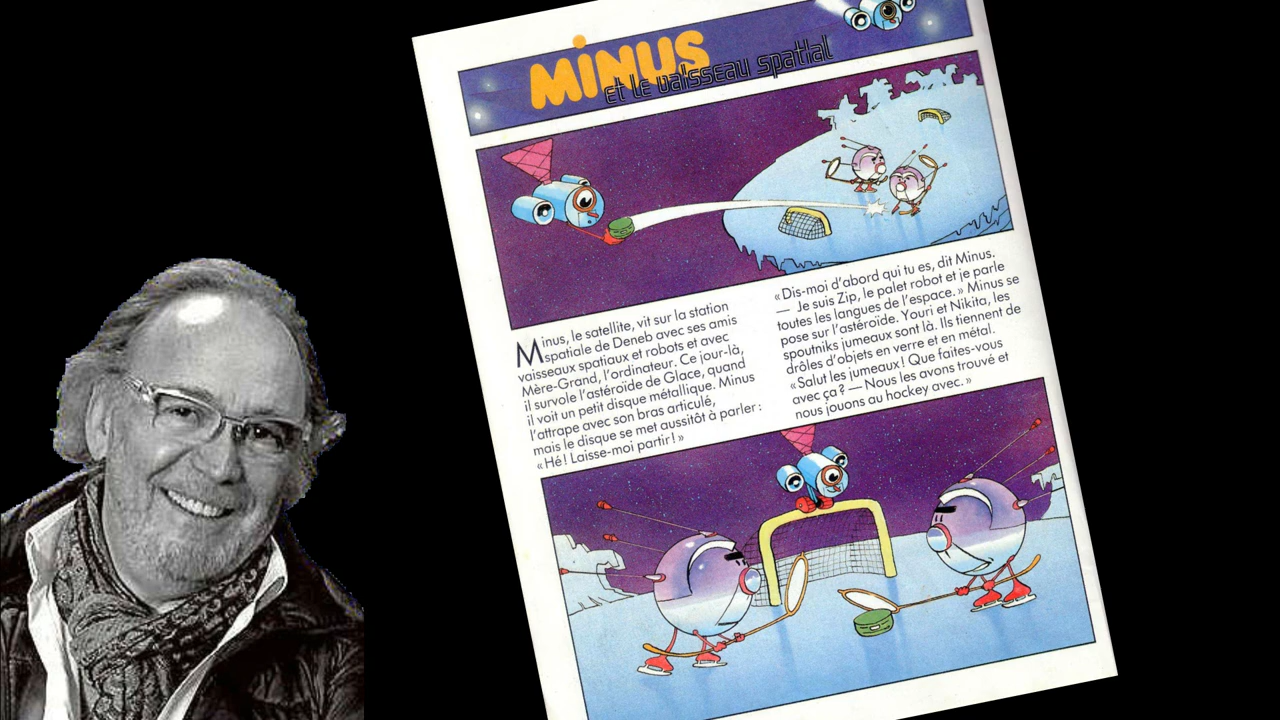 MiNUS
et le vaisseau spatial
Minus, le satellite, vit sur la station
spatiale de Deneb avec ses amis
vaisseaux spatiaux et robots et avec
Mère-Grand, l'ordinateur. Ce jour-là,
il survole l'astéroïde de Glace, quand
il voit un petit disque métallique. Minus
l'attrape avec son bras articulé,
mais le disque se met aussitôt à parler :
« Hé ! Laisse-moi partir ! »
« Dis-moi d'abord qui tu es, dit Minus.
— Je suis Zip, le palet robot et je parle
toutes les langues de l'espace. » Minus se
pose sur l'astéroïde. Youri et Nikita, les
spoutniks jumeaux sont là. Ils tiennent de
drôles d'objets en verre et en métal.
« Salut les jumeaux ! Que faites-vous
avec ça ? — Nous les avons trouvé et
nous jouons au hockey avec. »